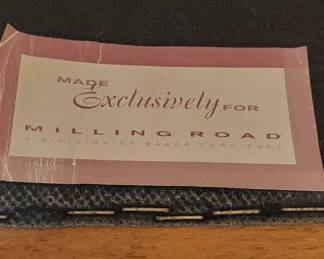 MADE
Exclusively FOR
MILLING ROAD
A DIVISION OF BAKER FURNITURE